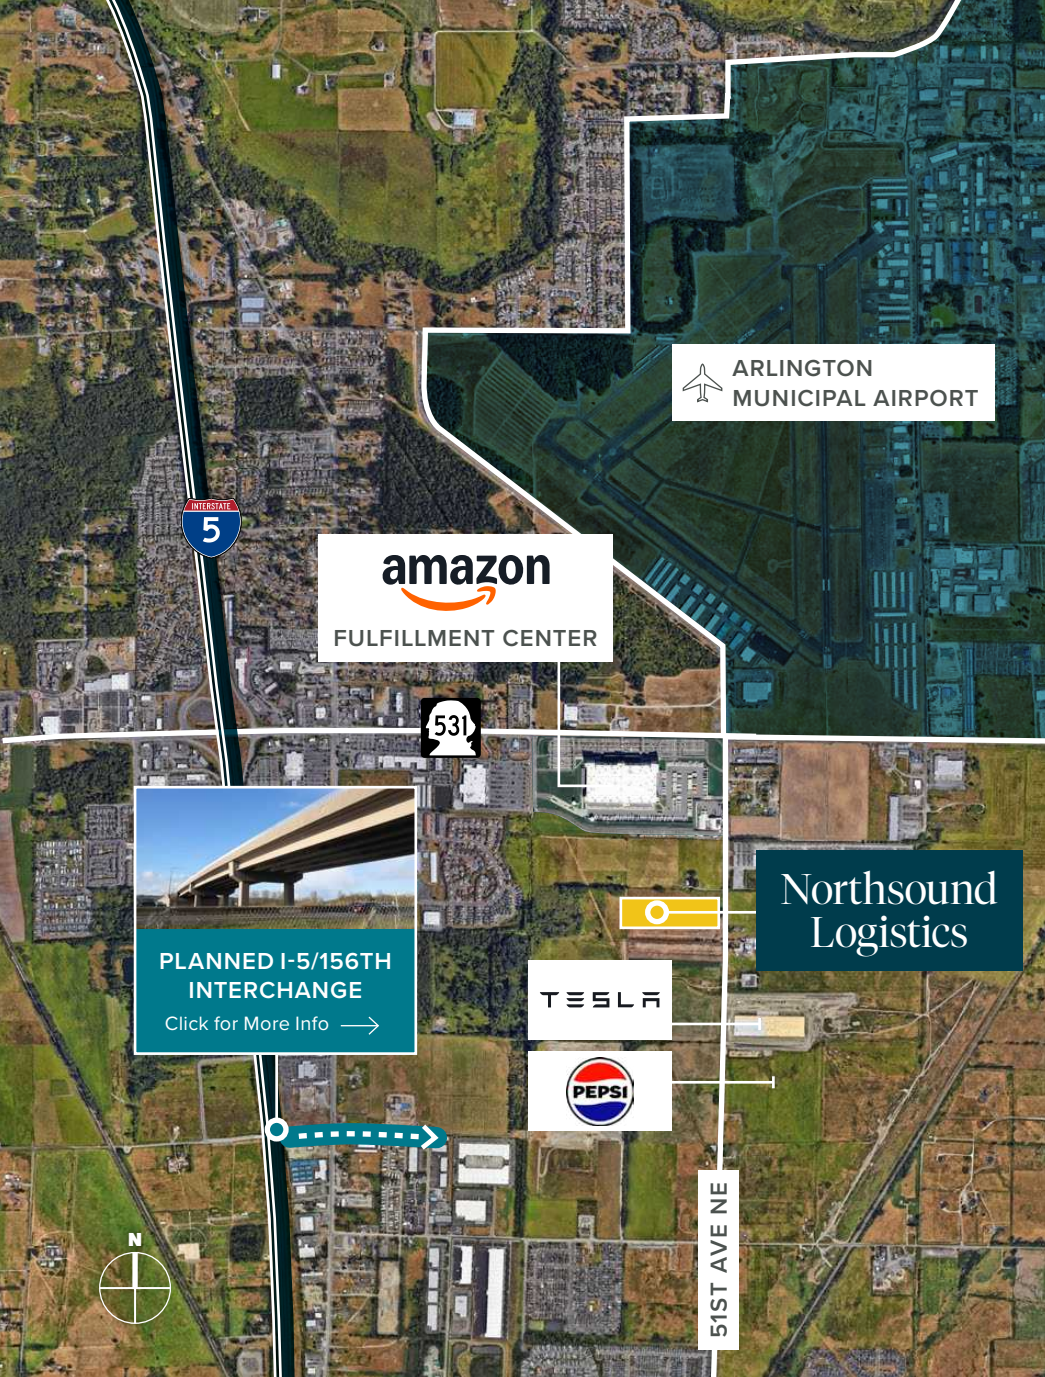 ARLINGTON
MUNICIPAL AIRPORT
INTERSTATE
5
amazon
FULFILLMENT CENTER
531
PLANNED I-5/156TH
INTERCHANGE
Click for More Info
Northsound
Logistics
TESLA
PEPSI
51ST AVE NE
N